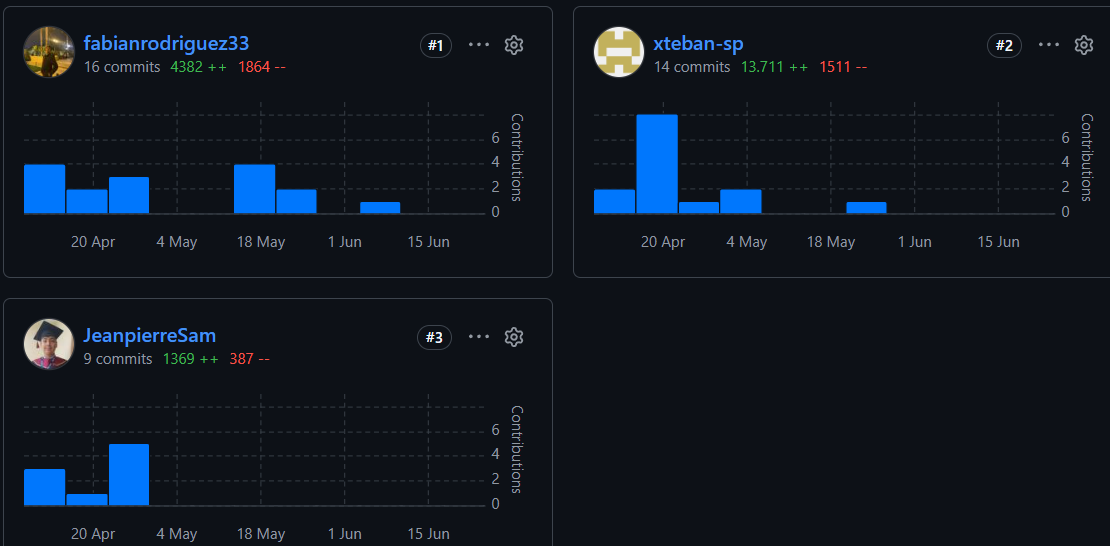 fabianrodriguez33
#1
16 commits 4382 ++ 1864 --
Contributions
6
4
2
0
20 Apr 4 May 18 May 1 Jun 15 Jun
xteban-sp
#2
14 commits 13.711 ++ 1511 --
Contributions
6
4
2
0
20 Apr 4 May 18 May 1 Jun 15 Jun
JeanpierreSam
#3
9 commits 1369 ++ 387 --
Contributions
6
4
2
0
20 Apr 4 May 18 May 1 Jun 15 Jun